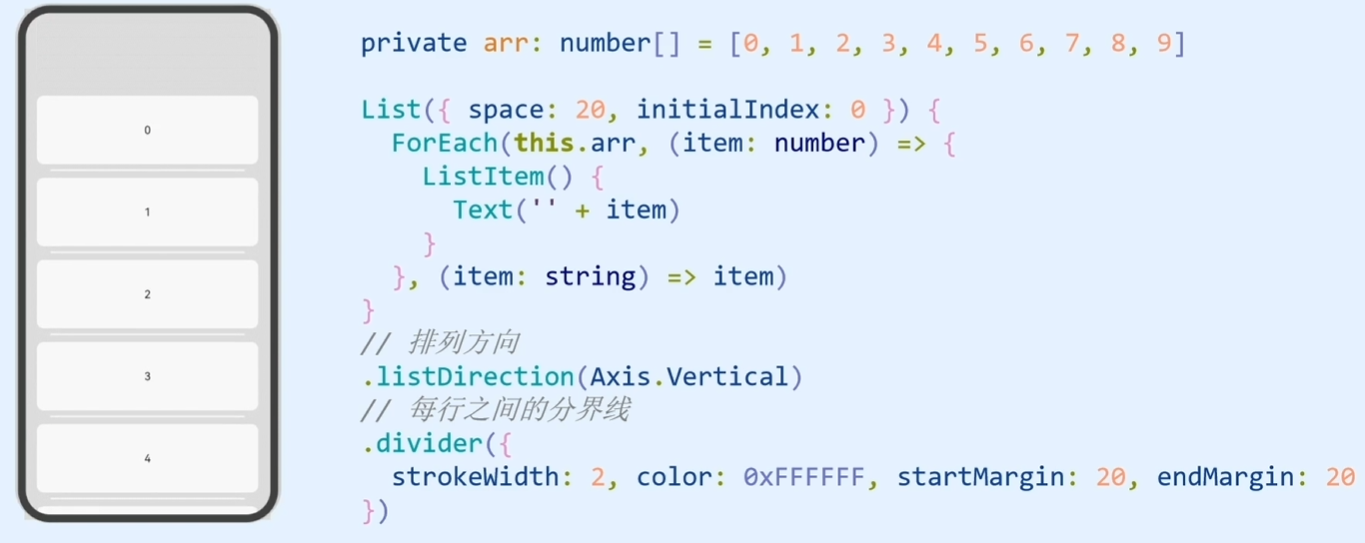 0
1
2
3
4
private arr: number[] = [0, 1, 2, 3, 4, 5, 6, 7, 8, 9]
List({ space: 20, initialIndex: 0 }) {
ForEach(this.arr, (item: number) => {
ListItem() {
Text('' + item)
}
}, (item: string) => item)
}
// 排列方向
.listDirection(Axis.Vertical)
// 每行之间的分界线
.divider({
strokeWidth: 2, color: 0xFFFFFF, startMargin: 20, endMargin: 20
})